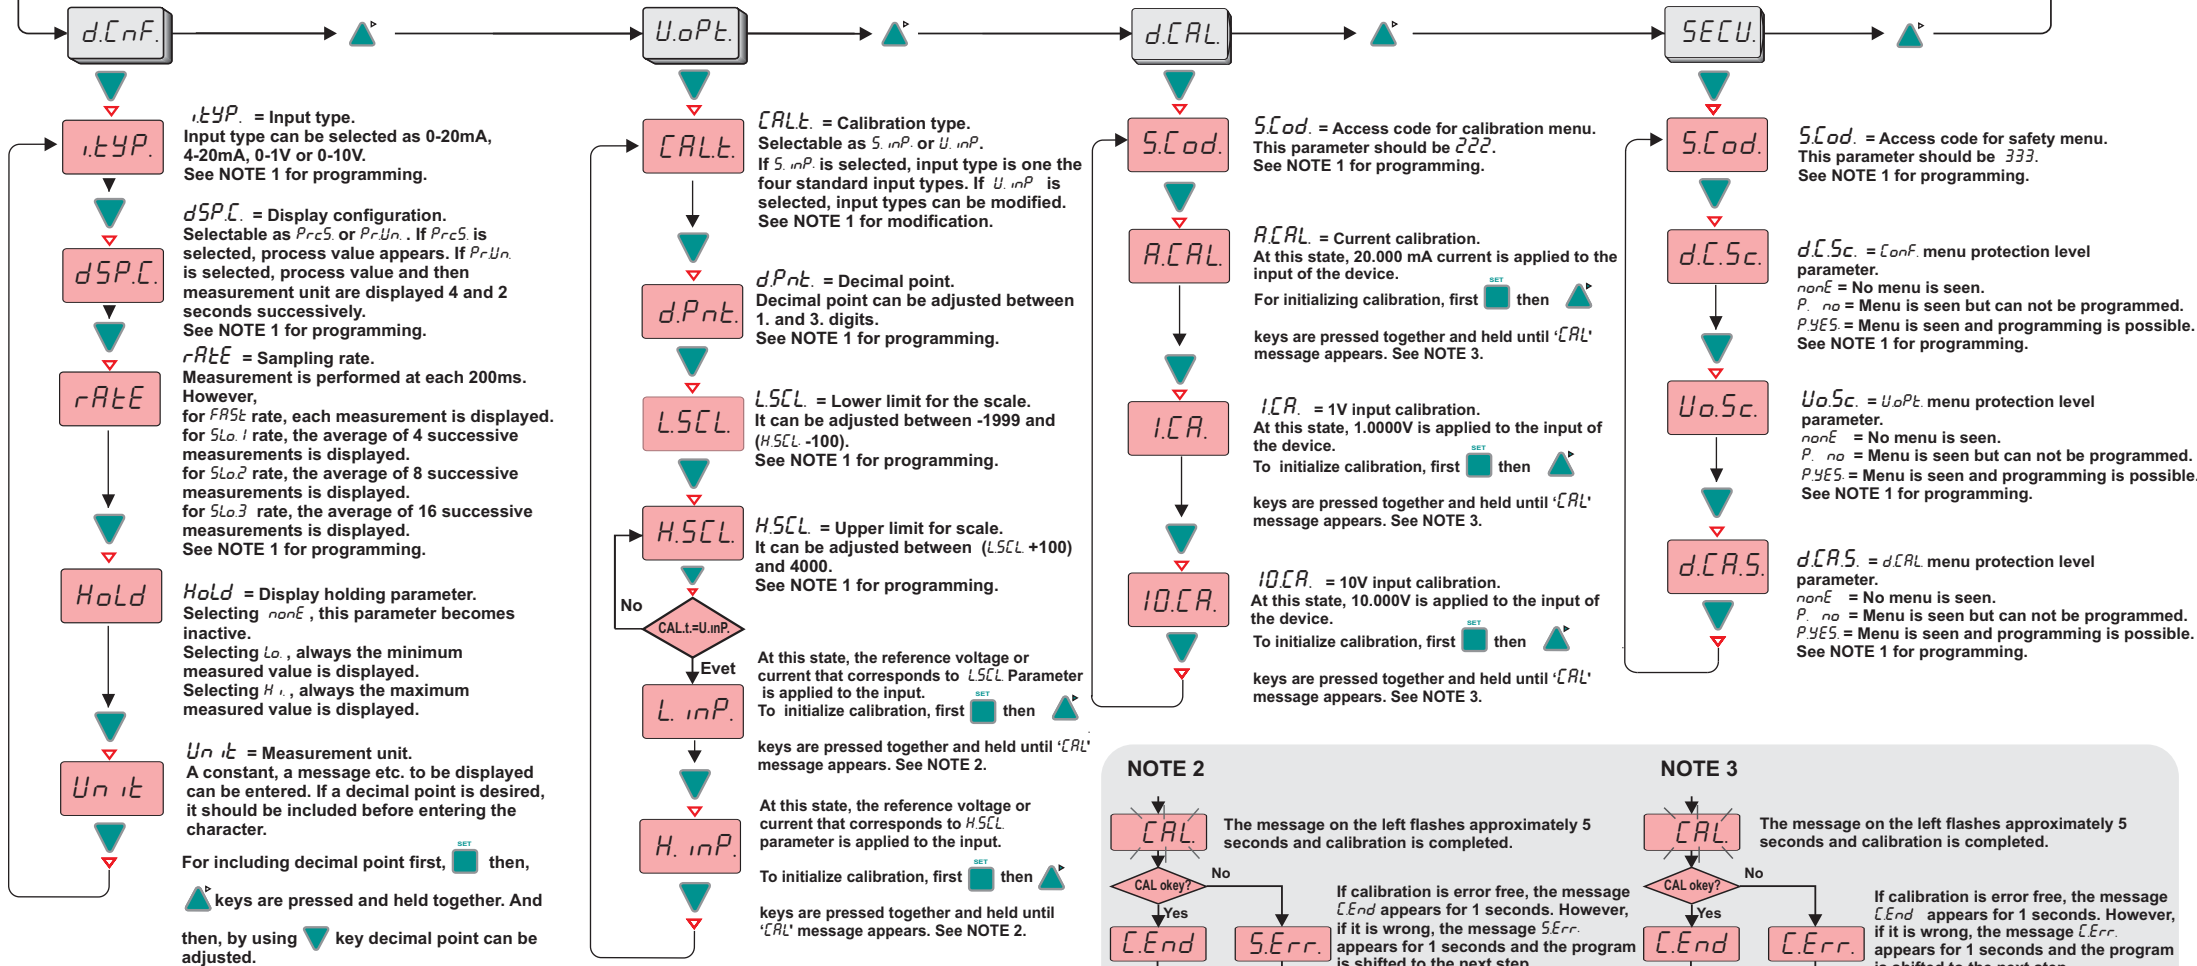 d.CnF.
U.oPt.
d.CAL.
SECU.
ı.tYP.
ı.tYP. = Input type.
Input type can be selected as 0-20mA,
4-20mA, 0-1V or 0-10V.
See NOTE 1 for programming.
dSP.C.
dSP.C. = Display configuration.
Selectable as PrcS. or Pr.Un. . If PrcS. is
selected, process value appears. If Pr.Un.
is selected, process value and then
measurement unit are displayed 4 and 2
seconds successively.
See NOTE 1 for programming.
rAtE
rAtE = Sampling rate.
Measurement is performed at each 200ms.
However,
for FASt rate, each measurement is displayed.
for SLo.1 rate, the average of 4 successive
measurements is displayed.
for SLo.2 rate, the average of 8 successive
measurements is displayed.
for SLo.3 rate, the average of 16 successive
measurements is displayed.
See NOTE 1 for programming.
HoLd
HoLd = Display holding parameter.
Selecting nonE , this parameter becomes
inactive.
Selecting Lo. , always the minimum
measured value is displayed.
Selecting Hı. , always the maximum
measured value is displayed.
Unıt
Unıt = Measurement unit.
A constant, a message etc. to be displayed
can be entered. If a decimal point is desired,
it should be included before entering the
character.
SET
For including decimal point first, then,
keys are pressed and held together. And
then, by using key decimal point can be
adjusted.
CAL.t.
CAL.t. = Calibration type.
Selectable as S.ınP. or U.ınP.
If S.ınP. is selected, input type is one the
four standard input types. If U.ınP is
selected, input types can be modified.
See NOTE 1 for modification.
d.Pnt.
d.Pnt. = Decimal point.
Decimal point can be adjusted between
1. and 3. digits.
See NOTE 1 for programming.
L.SCL.
L.SCL. = Lower limit for the scale.
It can be adjusted between -1999 and
(H.SCL. -100).
See NOTE 1 for programming.
H.SCL.
H.SCL. = Upper limit for scale.
It can be adjusted between (L.SCL. +100)
and 4000.
See NOTE 1 for programming.
No
CAL.t.=U.ınP.
Evet
L.ınP.
At this state, the reference voltage or
current that corresponds to L.SCL. Parameter
is applied to the input.
SET
To initialize calibration, first then
keys are pressed together and held until ‘CAL'
message appears. See NOTE 2.
H.ınP.
At this state, the reference voltage or
current that corresponds to H.SCL.
parameter is applied to the input.
SET
To initialize calibration, first then
keys are pressed together and held until
‘CAL' message appears. See NOTE 2.
S.Cod.
S.Cod. = Access code for calibration menu.
This parameter should be 222.
See NOTE 1 for programming.
A.CAL.
A.CAL. = Current calibration.
At this state, 20.000 mA current is applied to the
input of the device.
SET
For initializing calibration, first then
keys are pressed together and held until ‘CAL'
message appears. See NOTE 3.
1.CA.
1.CA. = 1V input calibration.
At this state, 1.0000V is applied to the input of
the device.
SET
To initialize calibration, first then
keys are pressed together and held until ‘CAL'
message appears. See NOTE 3.
10.CA.
10.CA. = 10V input calibration.
At this state, 10.000V is applied to the input of
the device.
SET
To initialize calibration, first then
keys are pressed together and held until ‘CAL'
message appears. See NOTE 3.
S.Cod.
S.Cod. = Access code for safety menu.
This parameter should be 333.
See NOTE 1 for programming.
d.C.Sc.
d.C.Sc. = ConF. menu protection level
parameter.
nonE = No menu is seen.
P. no = Menu is seen but can not be programmed.
P.YES. = Menu is seen and programming is possible.
See NOTE 1 for programming.
Uo.Sc.
Uo.Sc. = U.oPt. menu protection level
parameter.
nonE = No menu is seen.
P. no = Menu is seen but can not be programmed.
P.YES. = Menu is seen and programming is possible.
See NOTE 1 for programming.
d.CA.S.
d.CA.S. = d.CAL. menu protection level
parameter.
nonE = No menu is seen.
P. no = Menu is seen but can not be programmed.
P.YES. = Menu is seen and programming is possible.
See NOTE 1 for programming.
NOTE 2
CAL.
The message on the left flashes approximately 5
seconds and calibration is completed.
CAL okey?
No
Yes
C.End
S.Err.
If calibration is error free, the message
C.End appears for 1 seconds. However,
if it is wrong, the message S.Err.
appears for 1 seconds and the program
is shifted to the next step
NOTE 3
CAL.
The message on the left flashes approximately 5
seconds and calibration is completed.
CAL okey?
No
Yes
C.End
C.Err.
If calibration is error free, the message
C.End appears for 1 seconds. However,
if it is wrong, the message C.Err.
appears for 1 seconds and the program
is shifted to the next step